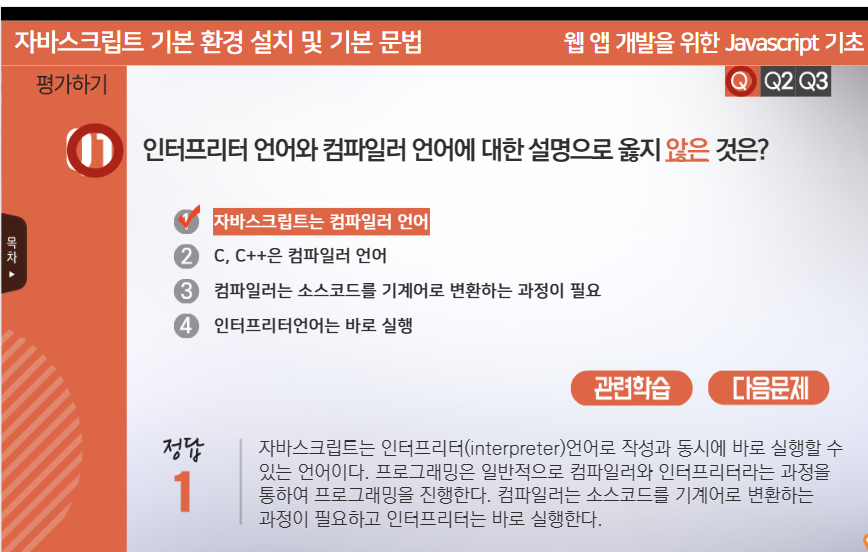 자바스크립트 기본 환경 설치 및 기본 문법
웹 앱 개발을 위한 Javascript 기초
평가하기
Q Q2 Q3
인터프리터 언어와 컴파일러 언어에 대한 설명으로 옳지 않은 것은?
1 자바스크립트는 컴파일러 언어
2 C, C++은 컴파일러 언어
3 컴파일러는 소스코드를 기계어로 변환하는 과정이 필요
4 인터프리터언어는 바로 실행
목차
관련학습
다음문제
정답
1
자바스크립트는 인터프리터(interpreter)언어로 작성과 동시에 바로 실행할 수
있는 언어이다. 프로그래밍은 일반적으로 컴파일러와 인터프리터라는 과정을
통하여 프로그래밍을 진행한다. 컴파일러는 소스코드를 기계어로 변환하는
과정이 필요하고 인터프리터는 바로 실행한다.